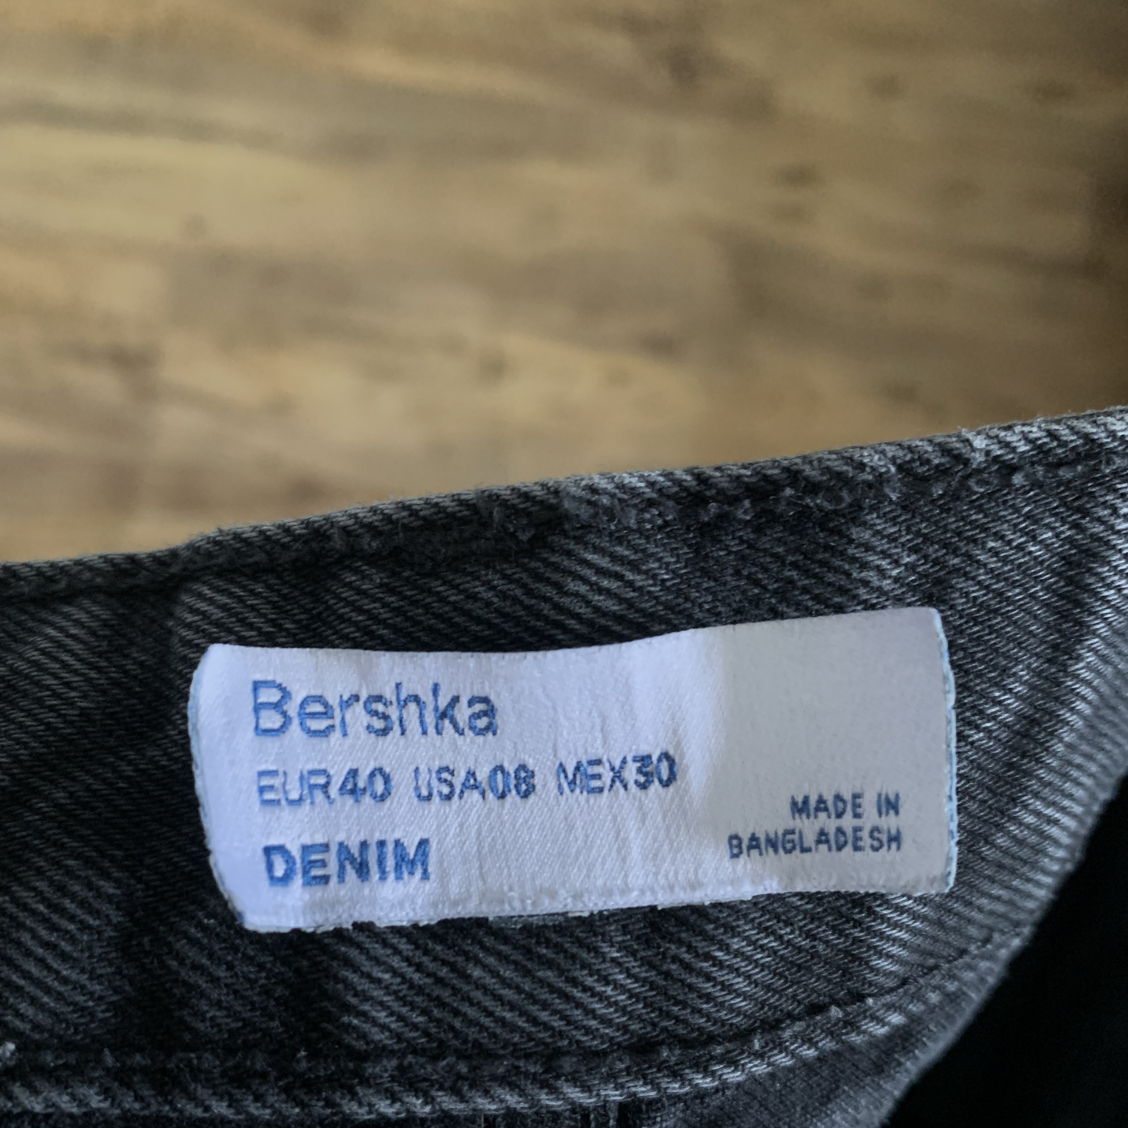 Bershka
EUR40 USA08 MEX30
DENIM
MADE IN
BANGLADESH